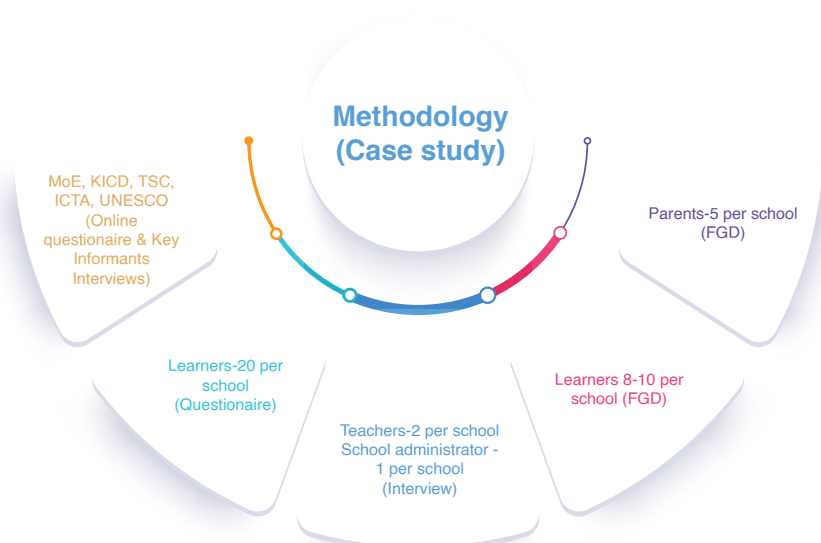 Methodology
(Case study)
MoE, KICD, TSC,
ICTA, UNESCO
(Online
questionaire & Key
Informants
Interviews)
Learners-20 per
school
(Questionaire)
Teachers-2 per school
School administrator -
1 per school
(Interview)
Learners 8-10 per
school (FGD)
Parents-5 per school
(FGD)